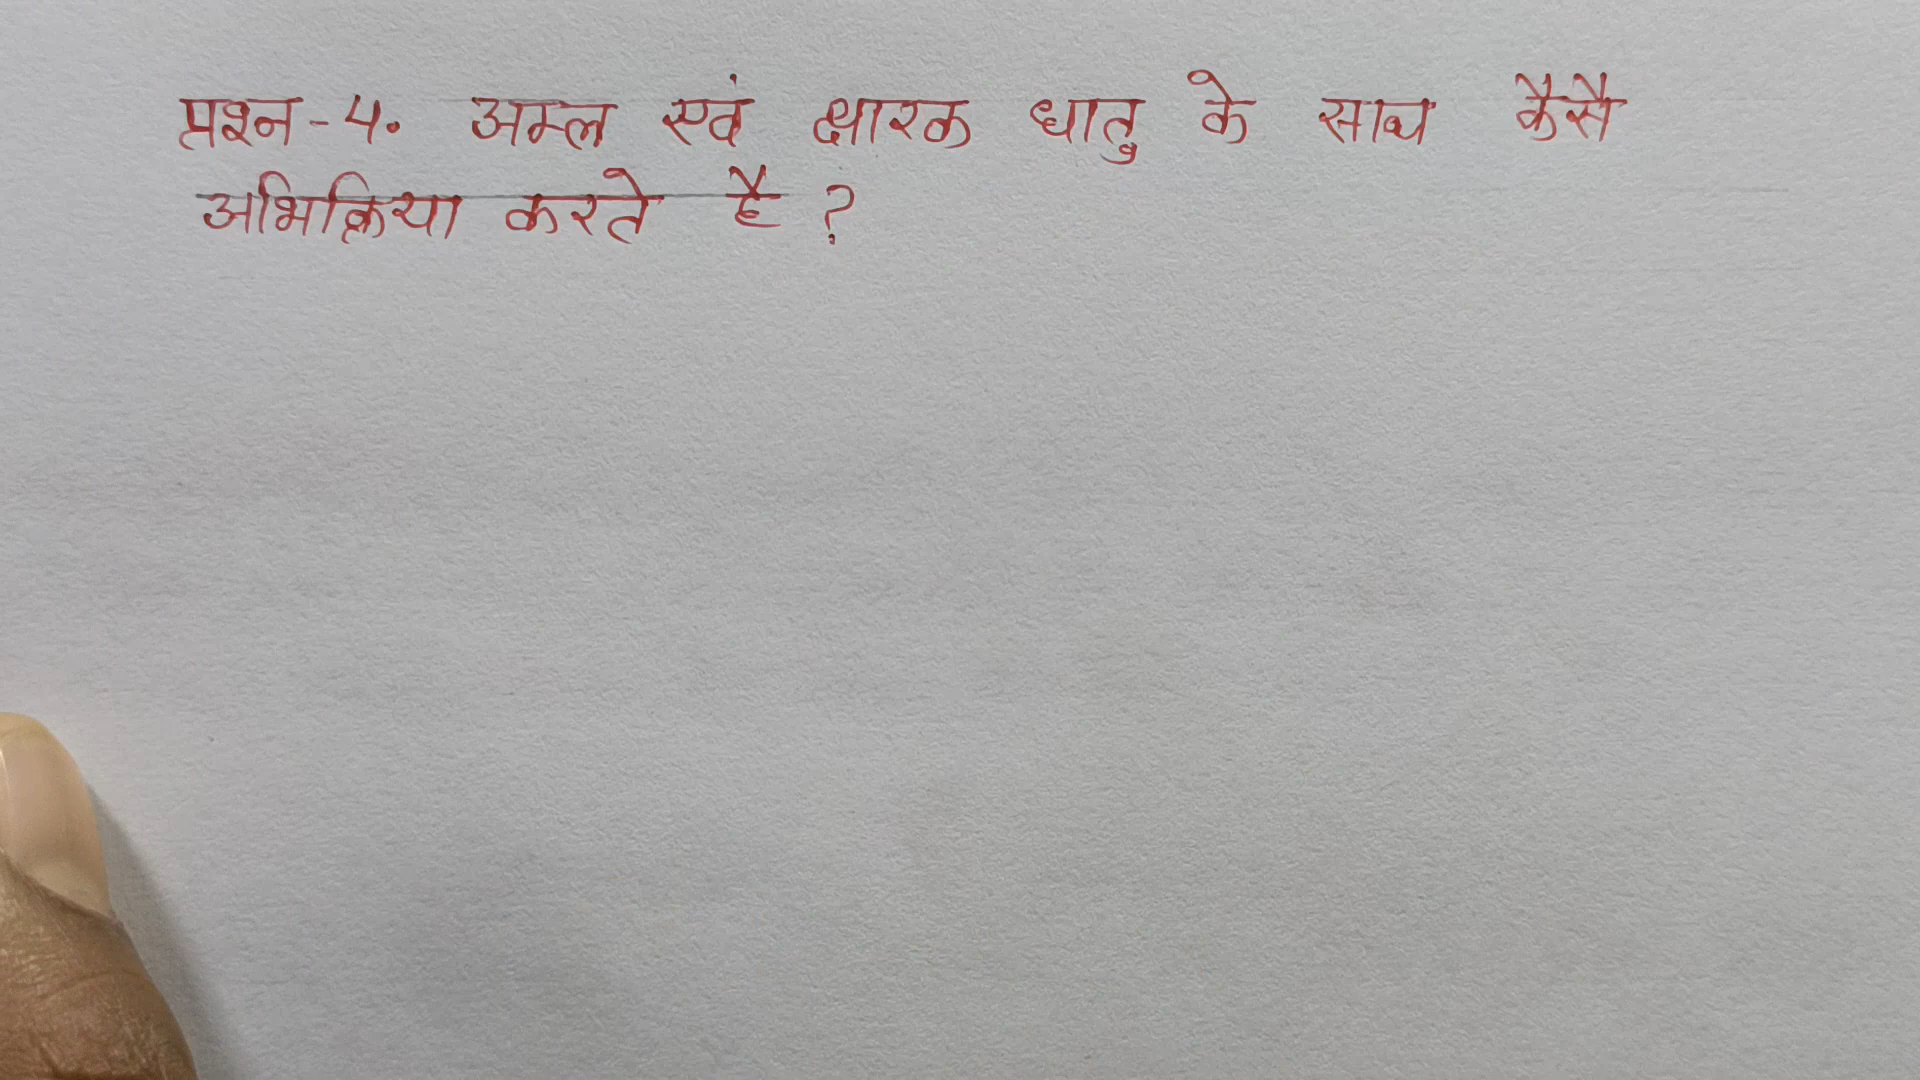 प्रश्न-4. अम्ल एवं क्षारक धातु के साथ कैसै
अभिक्रिया करते है ?